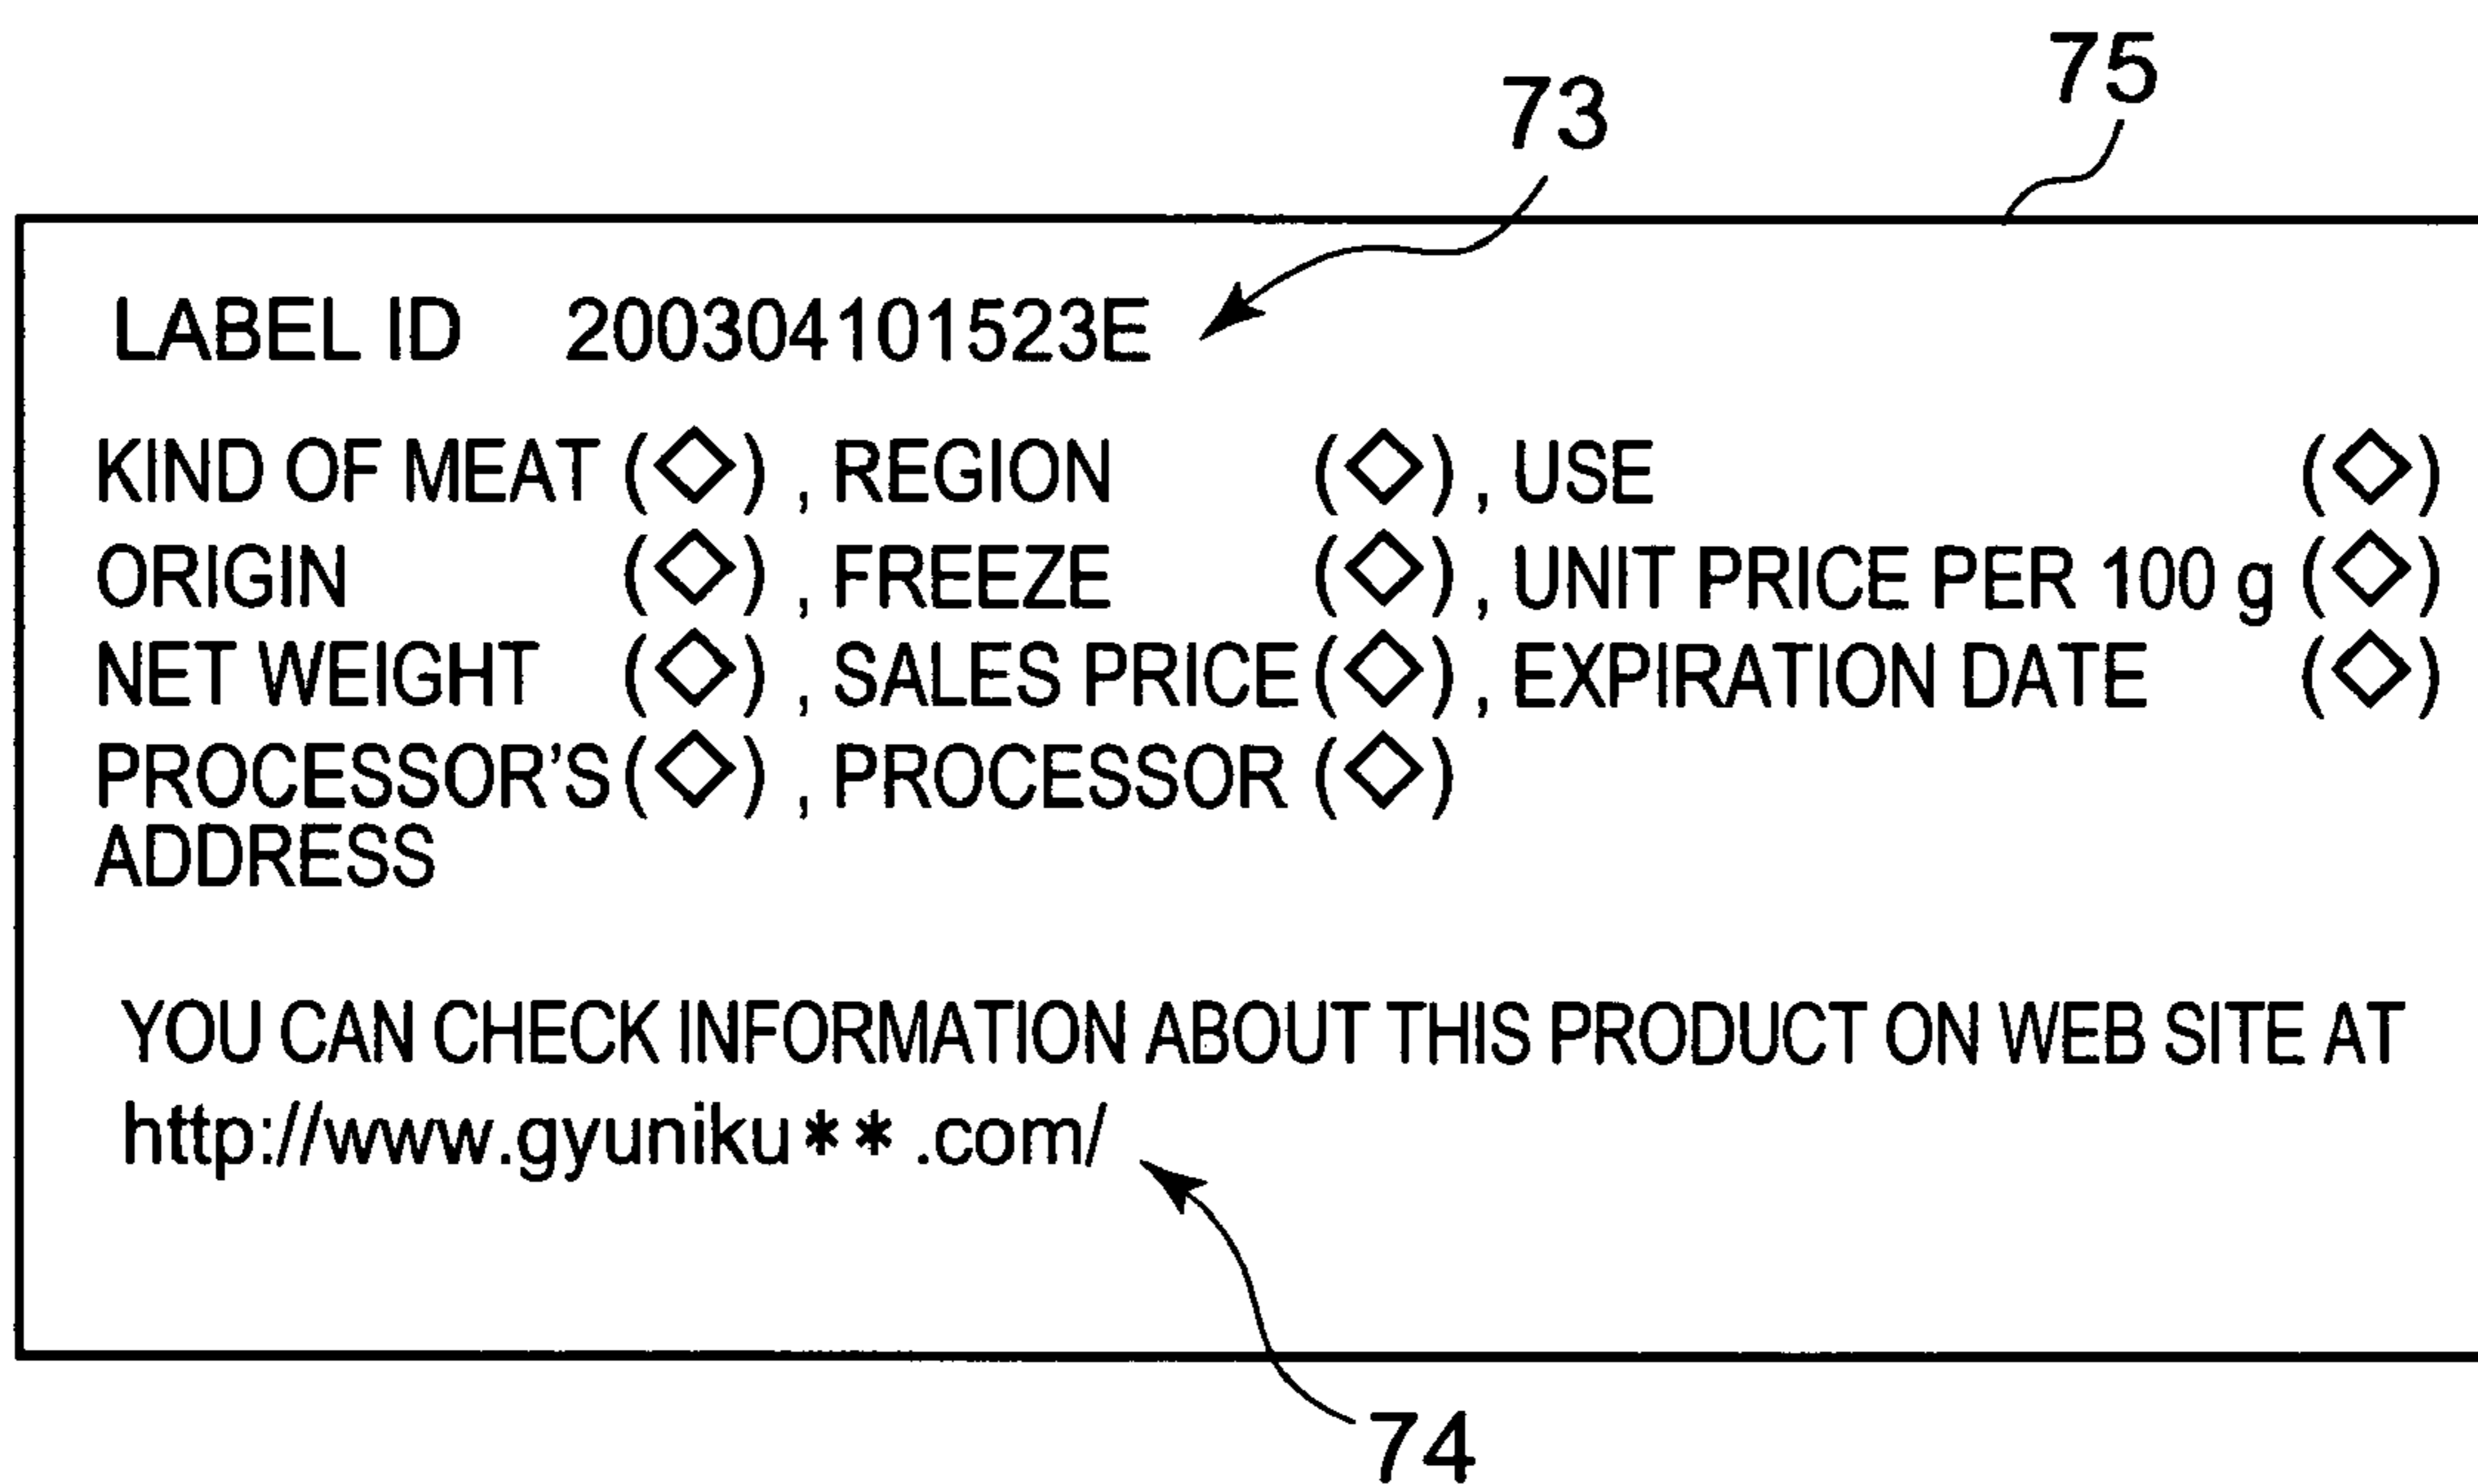 75
73
LABEL ID 200304101523E
KIND OF MEAT (◇) , REGION (◇) , USE (◇)
ORIGIN (◇) , FREEZE (◇) , UNIT PRICE PER 100 g (◇)
NET WEIGHT (◇) , SALES PRICE (◇) , EXPIRATION DATE (◇)
PROCESSOR'S (◇) , PROCESSOR (◇)
ADDRESS
YOU CAN CHECK INFORMATION ABOUT THIS PRODUCT ON WEB SITE AT
http://www.gyuniku**.com/
74